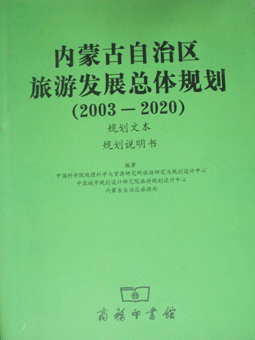 内蒙古自治区
旅游发展总体规划
(2003—2020)
规划文本
规划说明书
编著
中国科学院地理科学与资源研究所旅游研究与规划设计中心
中国城市规划设计研究院旅游规划设计中心
内蒙古自治区旅游局
商务印书馆